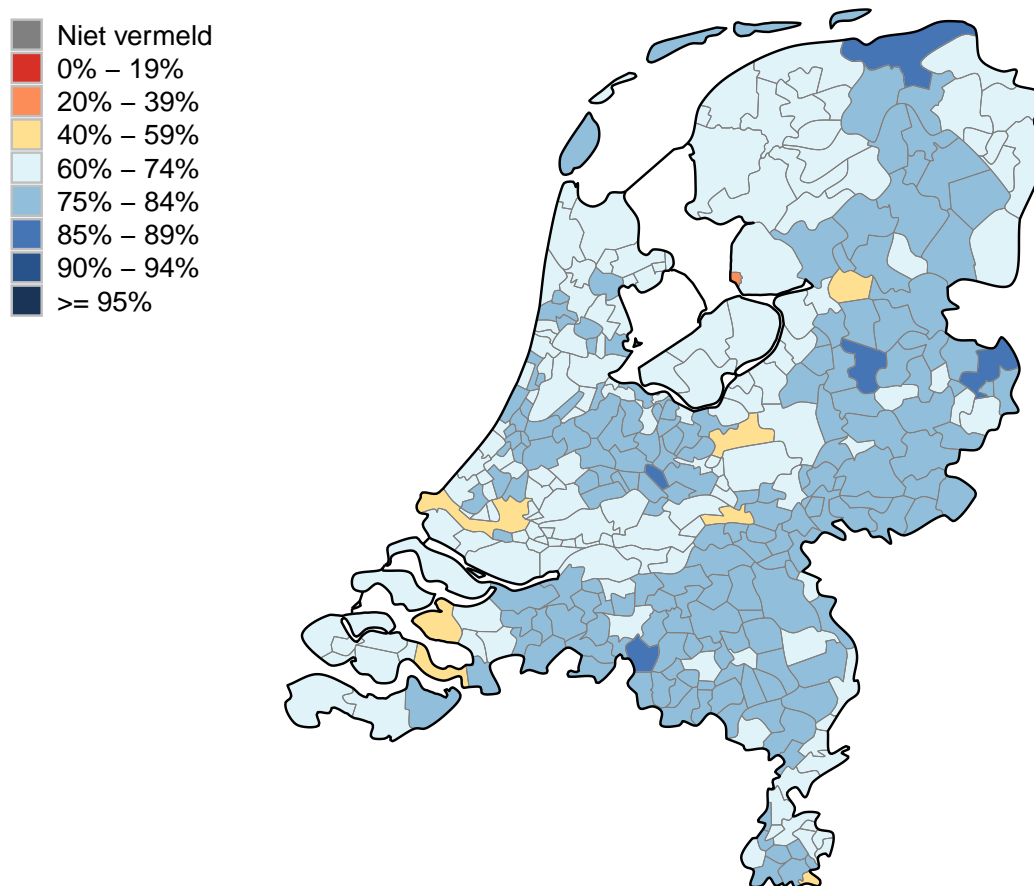 Niet vermeld
0% – 19%
20% – 39%
40% – 59%
60% – 74%
75% – 84%
85% – 89%
90% – 94%
>= 95%